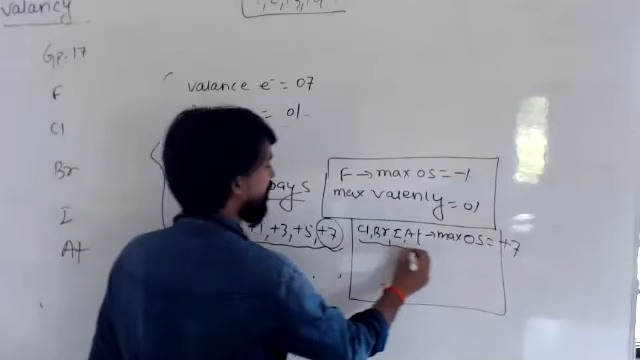 valancy
Gp.17
F
Cl
Br
I
At
valance e⁻ = 07
= 01
F → max OS = -1
max valenly = 01
+1, +3, +5, +7
Cl, Br, I, At → max OS = +7